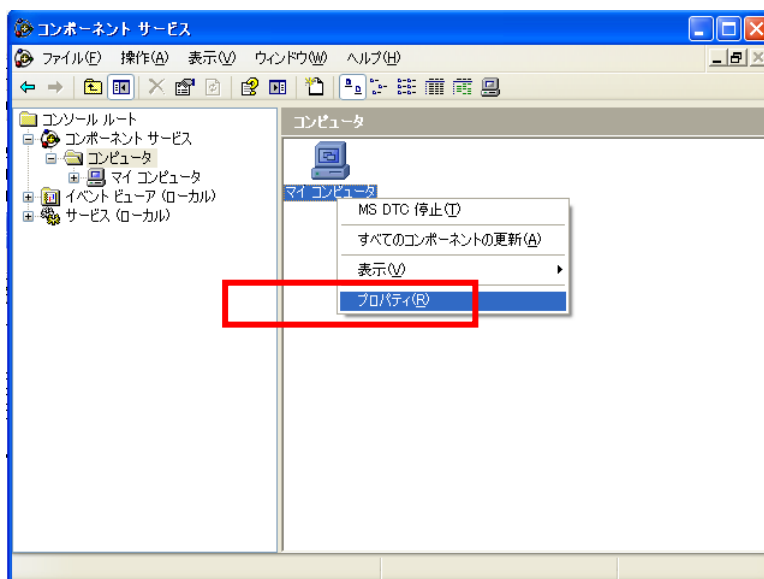 コンポーネント サービス
ファイル(F) 操作(A) 表示(V) ウィンドウ(W) ヘルプ(H)
コンソール ルート
コンポーネント サービス
コンピュータ
マイ コンピュータ
イベント ビューア (ローカル)
サービス (ローカル)
コンピュータ
マイ コンピュータ
MS DTC 停止(T)
すべてのコンポーネントの更新(A)
表示(V)
プロパティ(R)